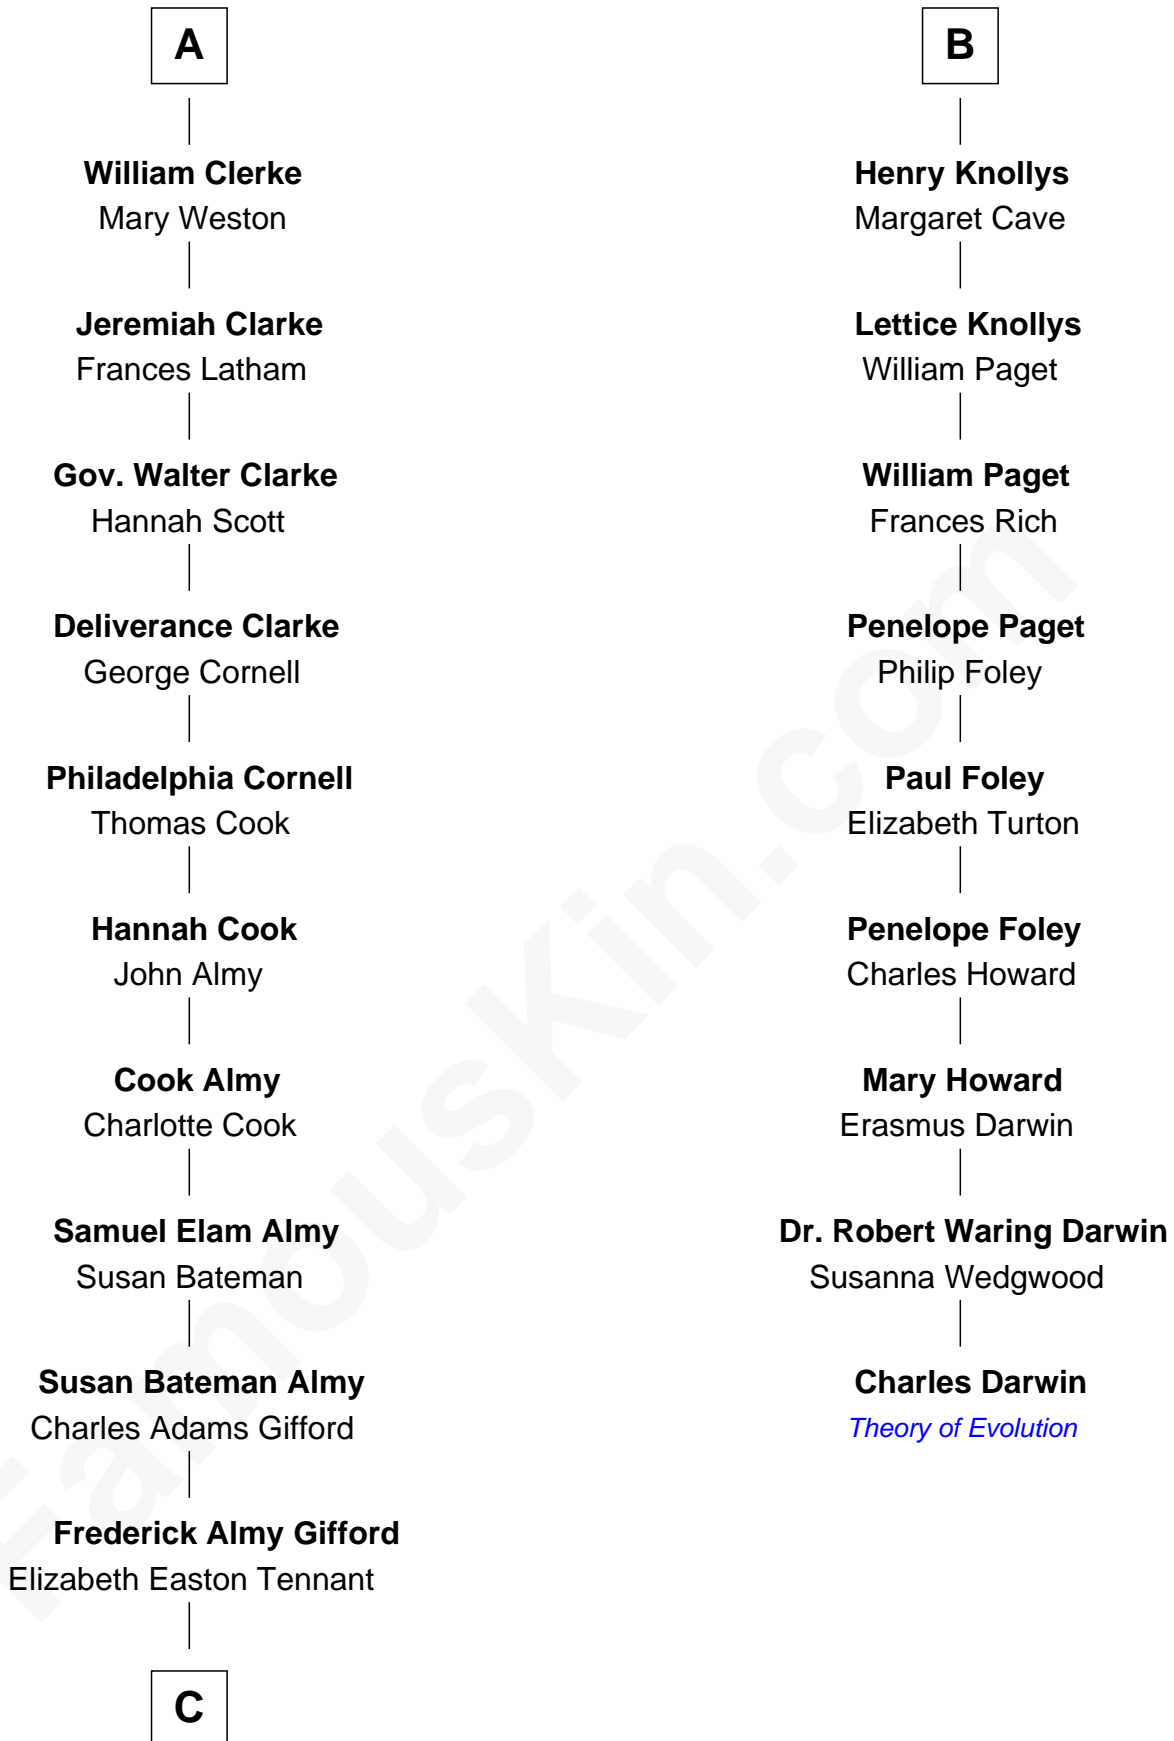 A
William Clerke
Mary Weston
Jeremiah Clarke
Frances Latham
Gov. Walter Clarke
Hannah Scott
Deliverance Clarke
George Cornell
Philadelphia Cornell
Thomas Cook
Hannah Cook
John Almy
Cook Almy
Charlotte Cook
Samuel Elam Almy
Susan Bateman
Susan Bateman Almy
Charles Adams Gifford
Frederick Almy Gifford
Elizabeth Easton Tennant
C
B
Henry Knollys
Margaret Cave
Lettice Knollys
William Paget
William Paget
Frances Rich
Penelope Paget
Philip Foley
Paul Foley
Elizabeth Turton
Penelope Foley
Charles Howard
Mary Howard
Erasmus Darwin
Dr. Robert Waring Darwin
Susanna Wedgwood
Charles Darwin
Theory of Evolution
FamousKin.com